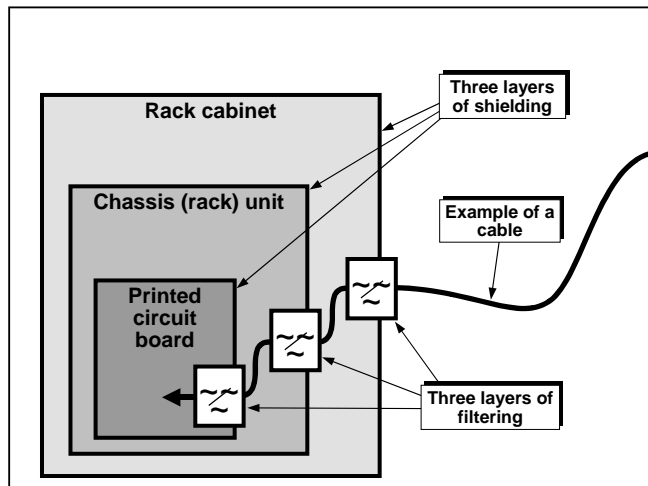 Three layers
of shielding
Rack cabinet
Chassis (rack) unit
Example of a
cable
Printed
circuit
board
Three layers of
filtering